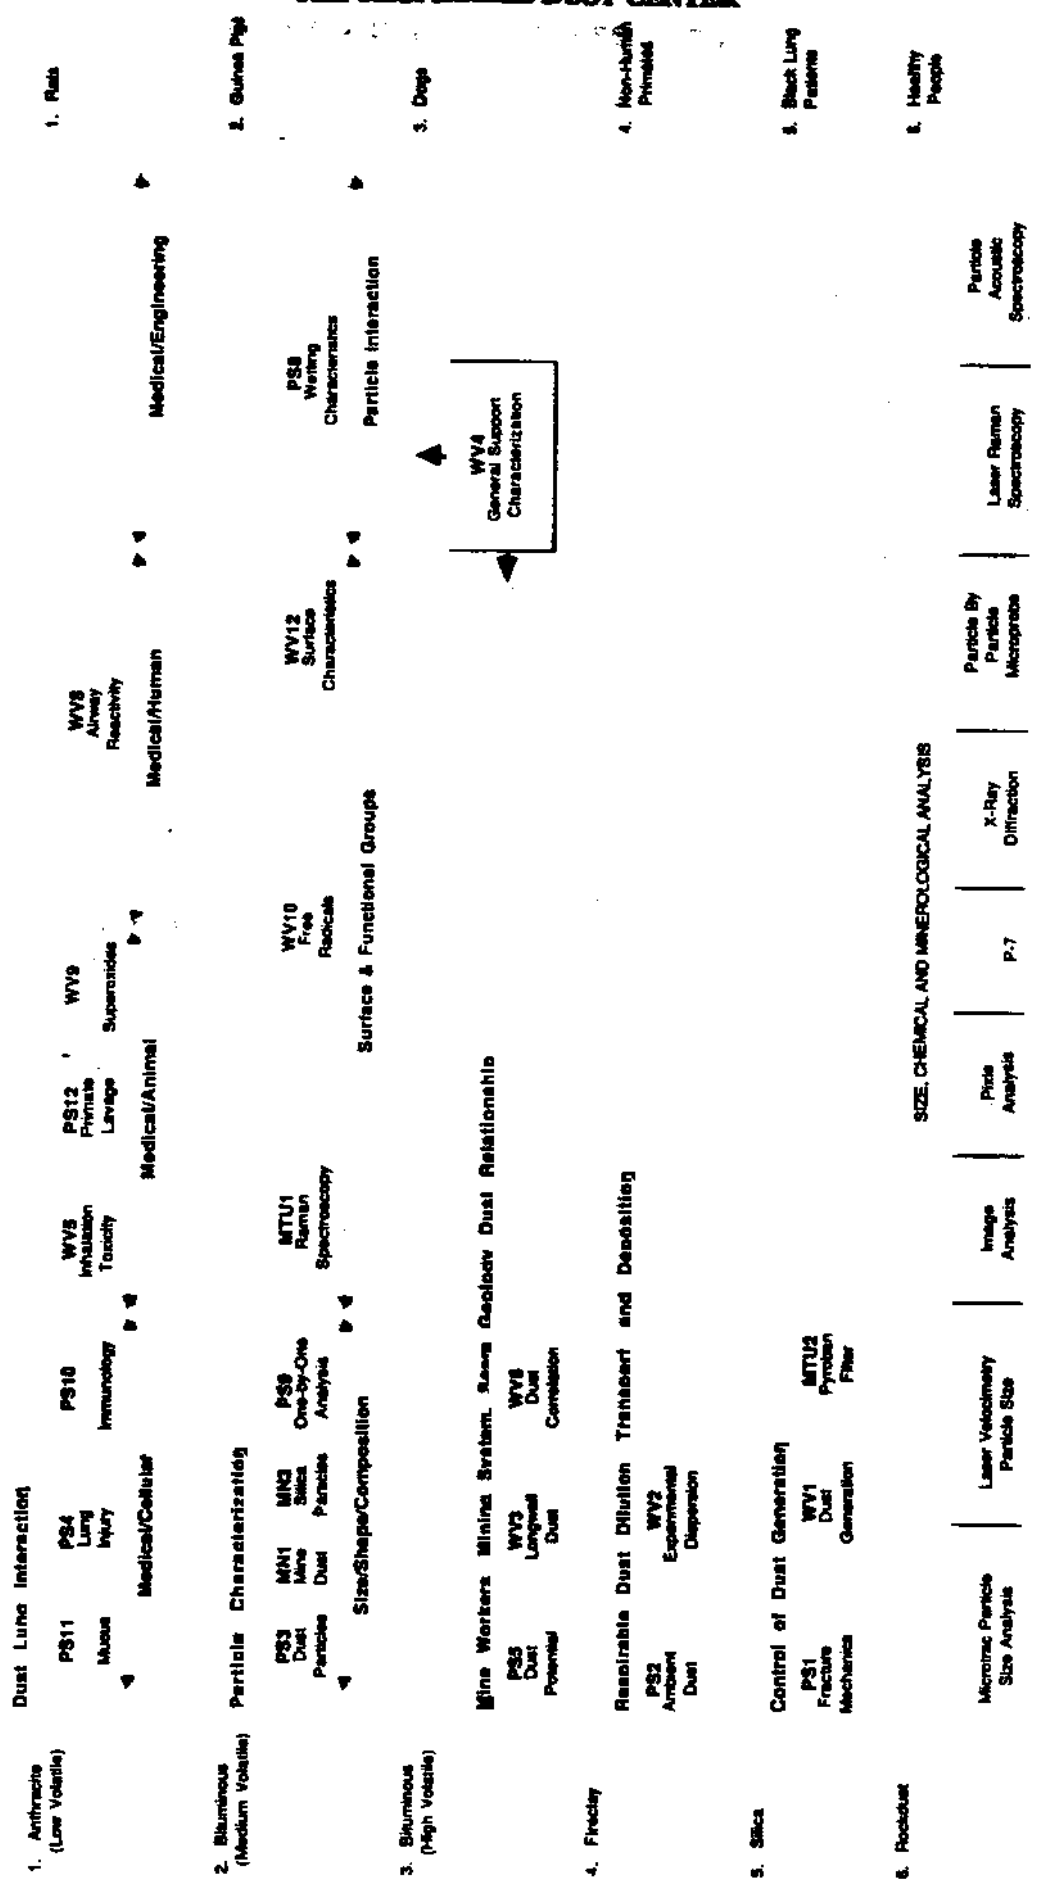 DUST CENTER
1. Anthracite
(Low Volatile)
Dust Lung Interaction
1. Rats
PS11
Mucus
PS4
Lung
Injury
PS10
Immunology
WV5
Inhalation
Toxicity
PS12
Primate
Lavage
WV9
Superoxides
WV8
Airway
Reactivity
Medical/Cellular
Medical/Animal
Medical/Human
Medical/Engineering
2. Bituminous
(Medium Volatile)
Particle Characterization
2. Guinea Pigs
PS3
Dust
Particles
MN1
Mine
Dust
MN3
Silica
Particles
PS9
One-by-One
Analysis
MTU1
Raman
Spectroscopy
WV10
Free
Radicals
WV12
Surface
Characteristics
PS8
Wetting
Characteristics
Size/Shape/Composition
Surface & Functional Groups
Particle Interaction
3. Bituminous
(High Volatile)
3. Dogs
WV4
General Support
Characterization
Mine Workers Mining System, Seam Geology Dust Relationship
PS5
Dust
Potential
WV3
Longwall
Dust
WV6
Dust
Correlation
4. Fireclay
4. Non-Human
Primates
Respirable Dust Dilution Transport and Deposition
PS2
Ambient
Dust
WV2
Experimental
Dispersion
5. Silica
5. Black Lung
Patients
Control of Dust Generation
PS1
Fracture
Mechanics
WV1
Dust
Generation
MTU2
Pyroban
Filter
6. Rockdust
6. Healthy
People
SIZE, CHEMICAL AND MINEROLOGICAL ANALYSIS
Microtrac Particle
Size Analysis
Laser Velocimetry
Particle Size
Image
Analysis
Pixie
Analysis
P-7
X-Ray
Diffraction
Particle By
Particle
Microprobe
Laser Raman
Spectroscopy
Particle
Acoustic
Spectroscopy